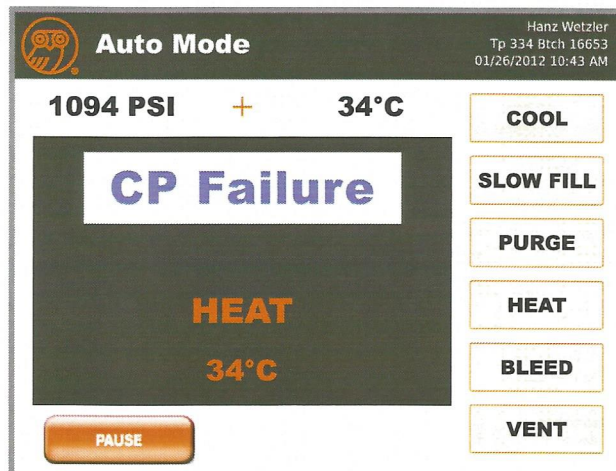 Auto Mode
Hanz Wetzler
Tp 334 Btch 16653
01/26/2012 10:43 AM
1094 PSI + 34°C
CP Failure
HEAT
34°C
PAUSE
COOL
SLOW FILL
PURGE
HEAT
BLEED
VENT